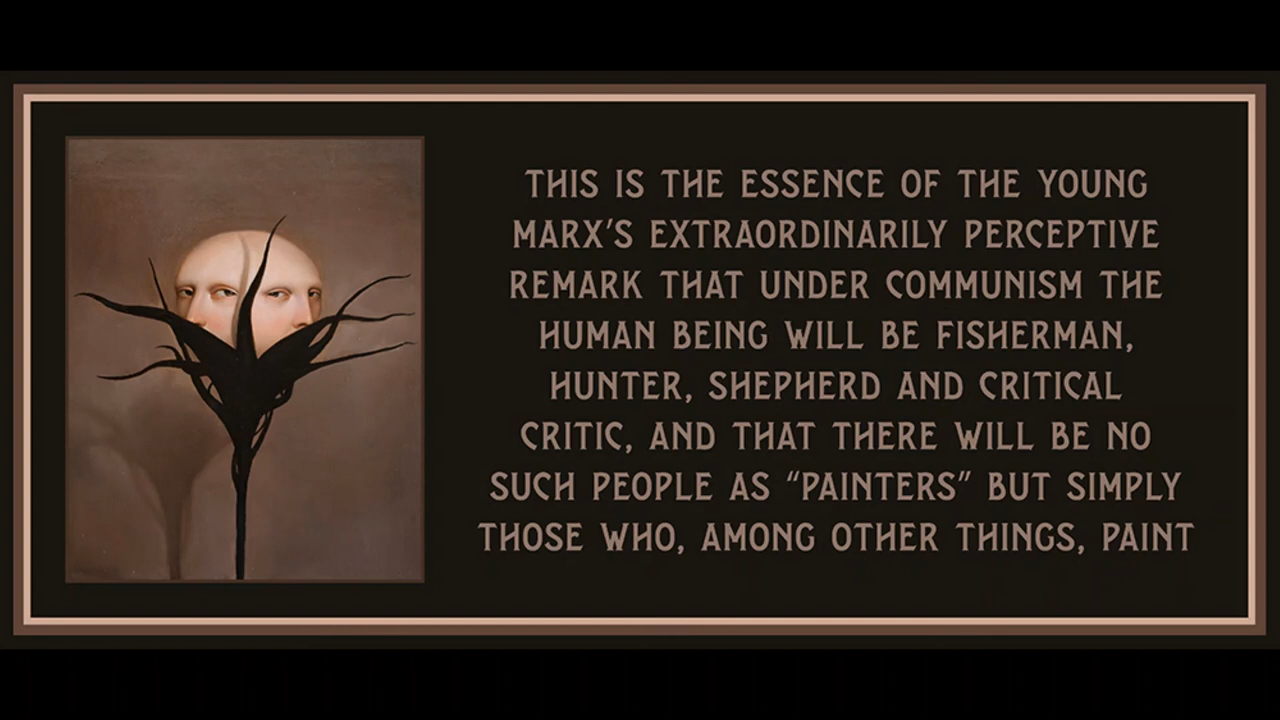 THIS IS THE ESSENCE OF THE YOUNG
MARX'S EXTRAORDINARILY PERCEPTIVE
REMARK THAT UNDER COMMUNISM THE
HUMAN BEING WILL BE FISHERMAN,
HUNTER, SHEPHERD AND CRITICAL
CRITIC, AND THAT THERE WILL BE NO
SUCH PEOPLE AS “PAINTERS” BUT SIMPLY
THOSE WHO, AMONG OTHER THINGS, PAINT